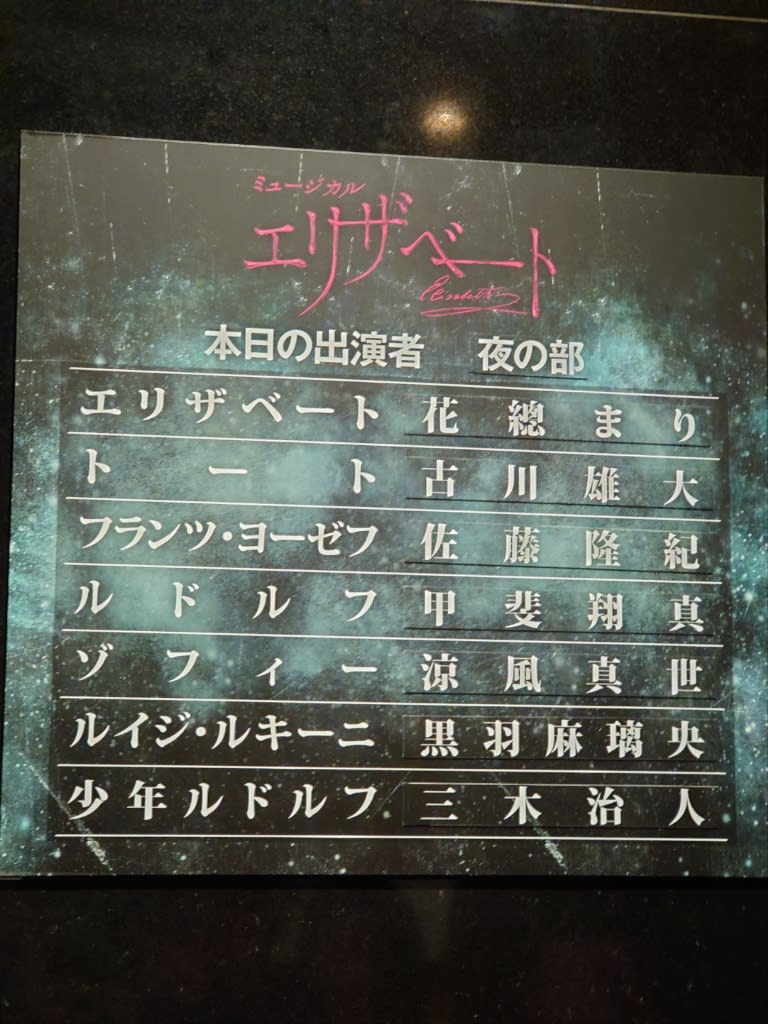 ミュージカル
エリザベート
Elisabeth
本日の出演者 夜の部
エリザベート 花總まり
トート 古川雄大
フランツ・ヨーゼフ 佐藤隆紀
ルドルフ 甲斐翔真
ゾフィー 涼風真世
ルイジ・ルキーニ 黒羽麻璃央
少年ルドルフ 三木治人